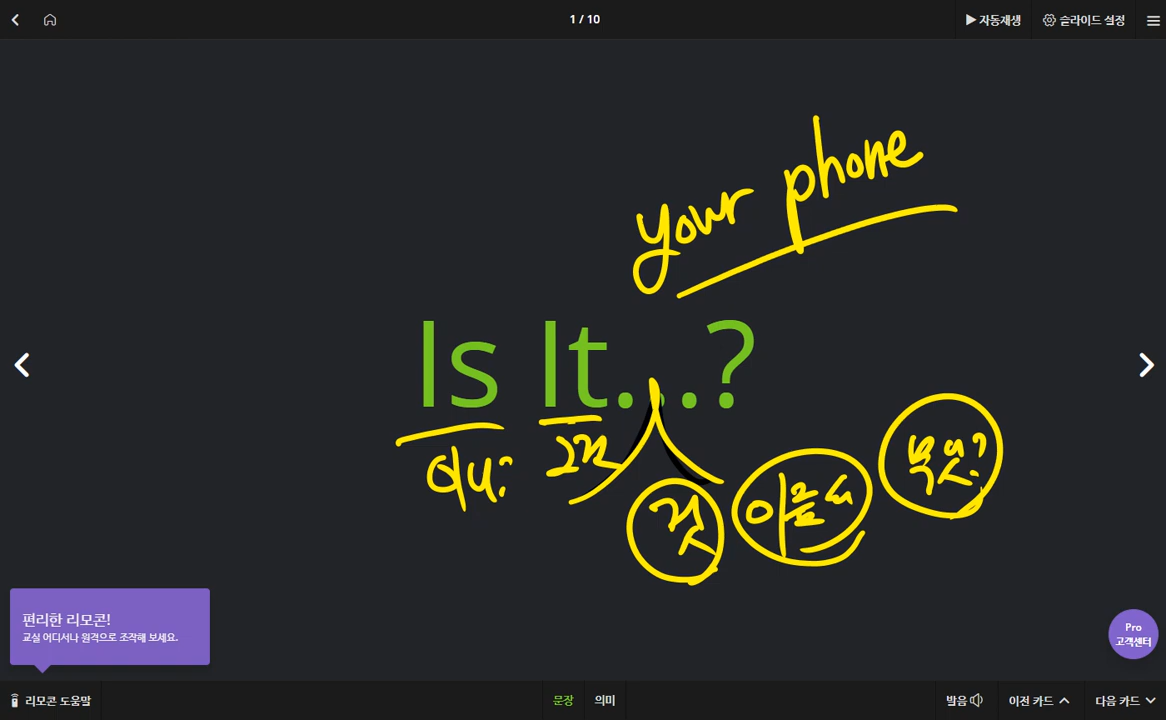 1 / 10
자동재생
슬라이드 설정
your phone
Is It...?
그것
것
이름
무엇?
편리한 리모콘!
교실 어디서나 원격으로 조작해 보세요.
Pro
고객센터
리모콘 도움말
문장
의미
발음
이전 카드
다음 카드